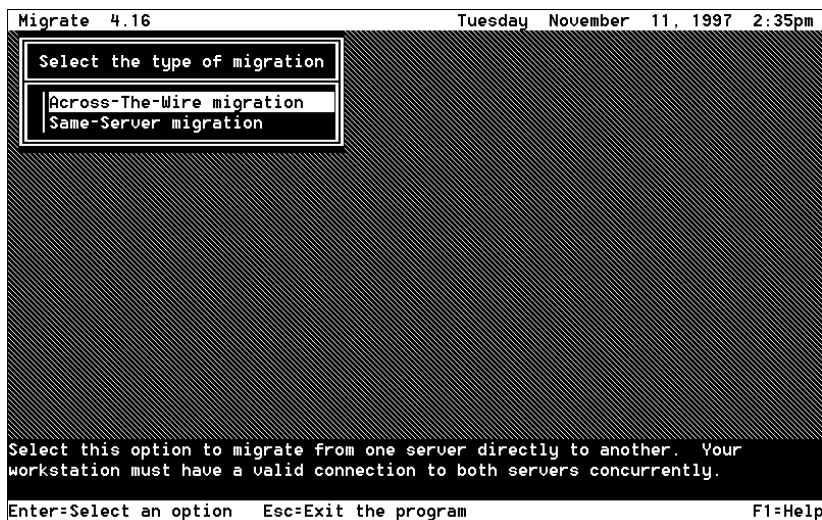 Migrate 4.16 Tuesday November 11, 1997 2:35pm
Select the type of migration
Across-The-Wire migration
Same-Server migration
Select this option to migrate from one server directly to another. Your
workstation must have a valid connection to both servers concurrently.
Enter=Select an option Esc=Exit the program F1=Help